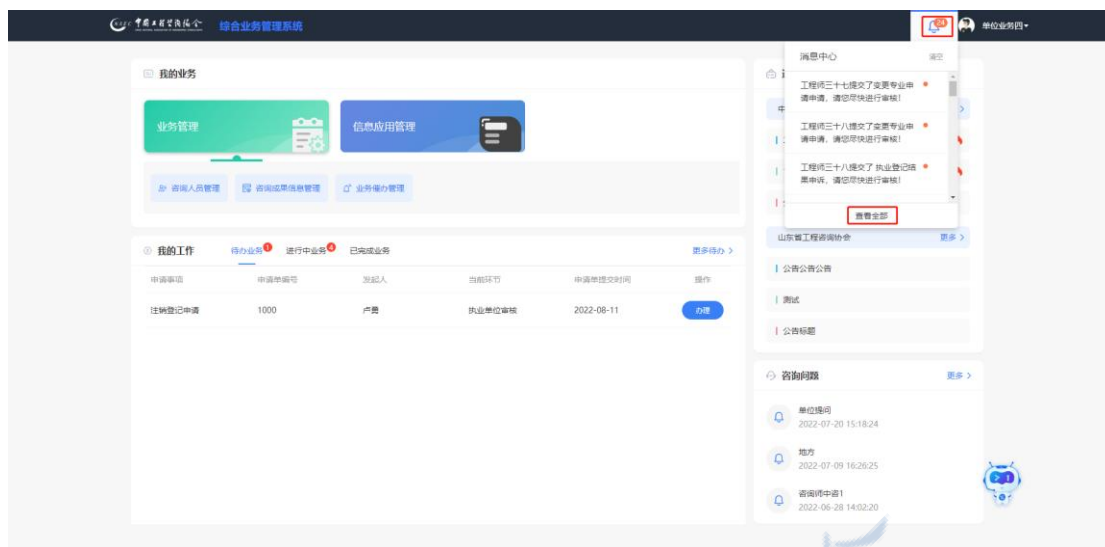 中国工程咨询协会
综合业务管理系统
24
单位业务四
消息中心
清空
工程师三十七提交了变更专业申
请申请，请您尽快进行审核！
工程师三十八提交了变更专业申
请申请，请您尽快进行审核！
工程师三十八提交了 执业登记结
果申诉，请您尽快进行审核！
查看全部
我的业务
业务管理
信息应用管理
咨询人员管理
咨询成果信息管理
业务催办管理
我的工作
待办业务 1
进行中业务 4
已完成业务
更多待办 >
申请事项 申请单编号 发起人 当前环节 申请单提交时间 操作
注销登记申请 1000 卢勇 执业单位审核 2022-08-11 办理
山东省工程咨询协会
更多 >
公告公告公告
测试
公告标题
咨询问题
更多 >
单位提问
2022-07-20 15:18:24
地方
2022-07-09 16:26:25
咨询师中咨1
2022-06-28 14:02:20